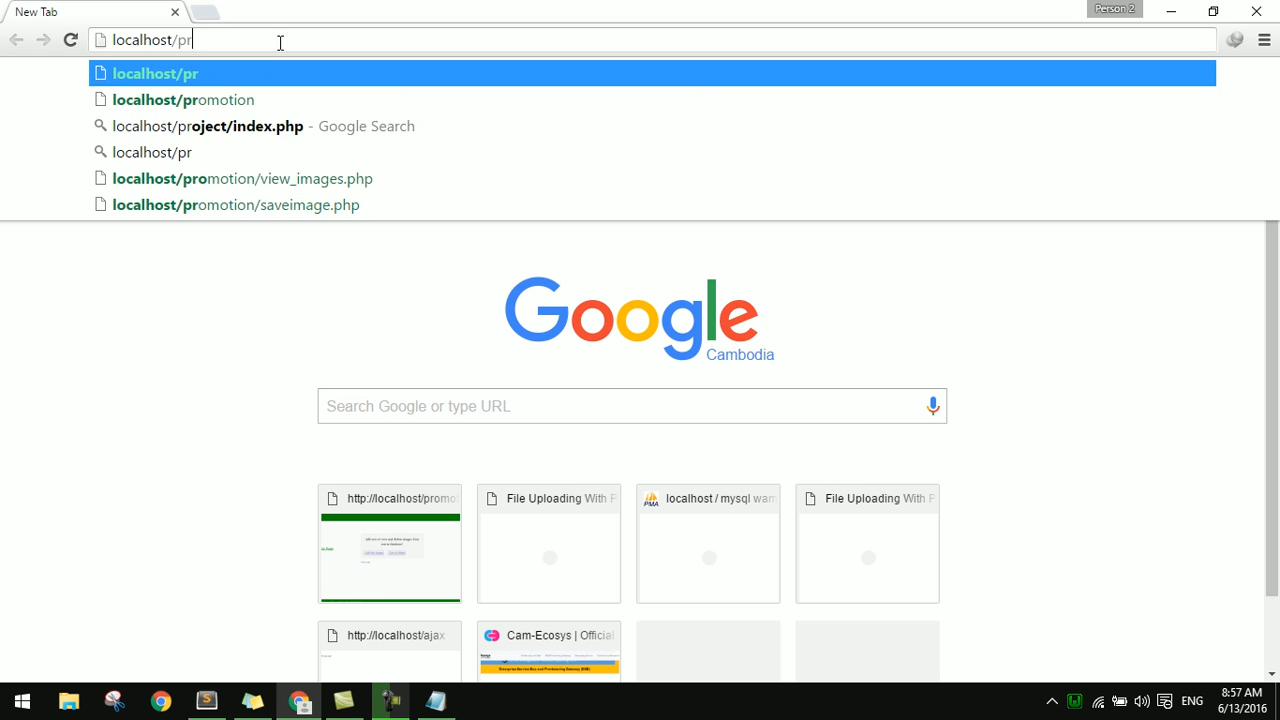 New Tab
Person 2
localhost/pr
localhost/pr
localhost/promotion
localhost/project/index.php - Google Search
localhost/pr
localhost/promotion/view_images.php
localhost/promotion/saveimage.php
Google
Cambodia
Search Google or type URL
http://localhost/promo
File Uploading With P
localhost / mysql wam
File Uploading With P
http://localhost/ajax
Cam-Ecosys | Official
ENG
8:57 AM
6/13/2016